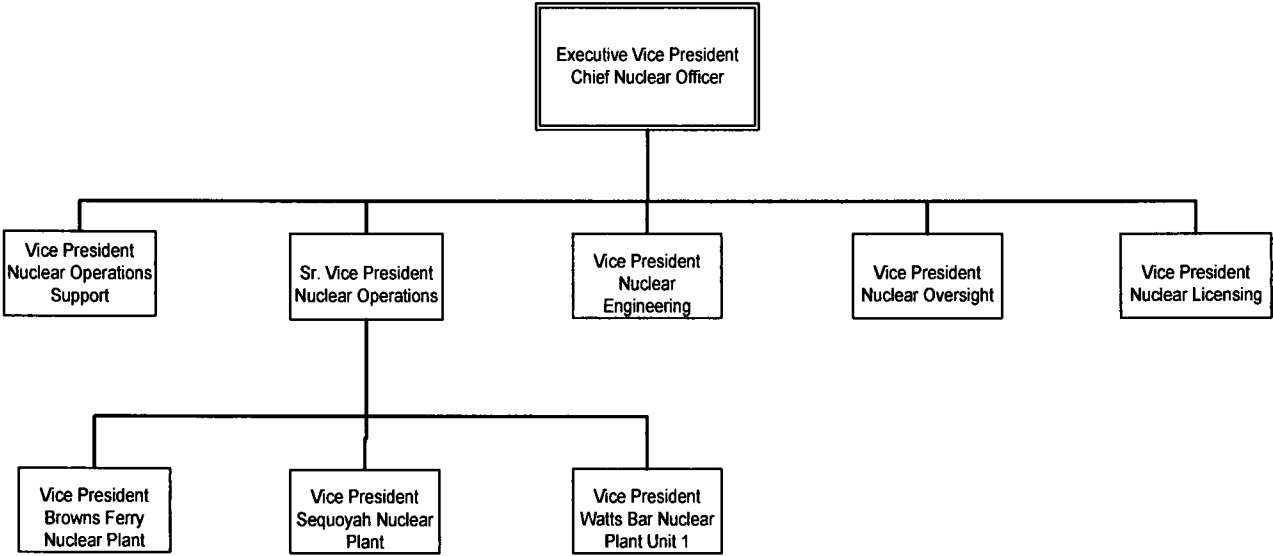 Executive Vice President
Chief Nuclear Officer
Vice President
Nuclear Operations
Support
Sr. Vice President
Nuclear Operations
Vice President
Nuclear
Engineering
Vice President
Nuclear Oversight
Vice President
Nuclear Licensing
Vice President
Browns Ferry
Nuclear Plant
Vice President
Sequoyah Nuclear
Plant
Vice President
Watts Bar Nuclear
Plant Unit 1